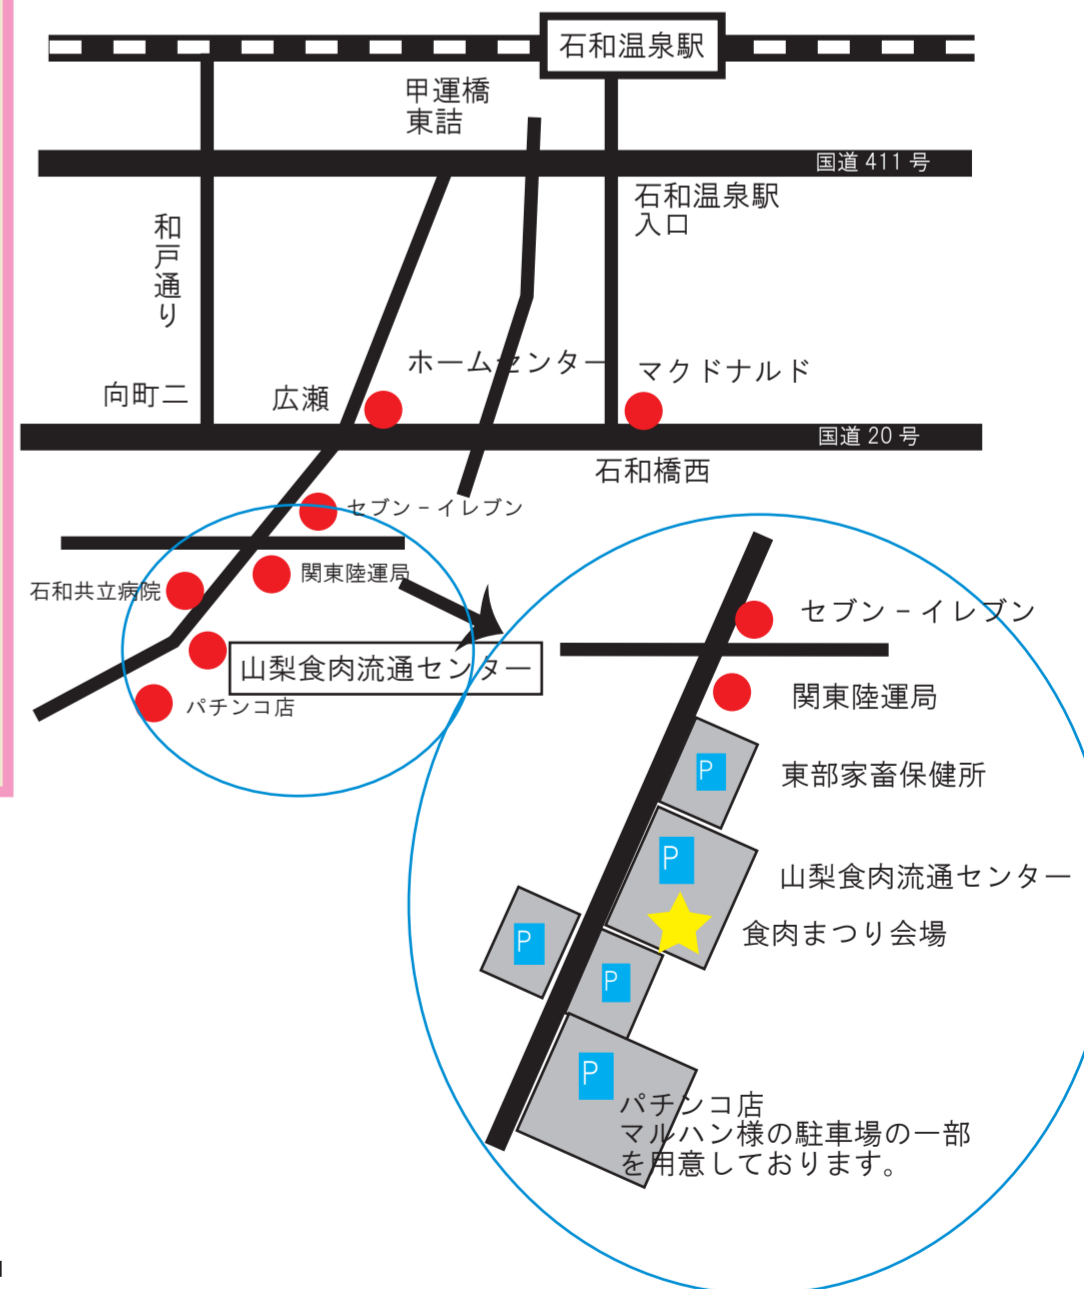 石和温泉駅
甲運橋
東詰
国道 411 号
石和温泉駅
入口
和戸通り
ホームセンター
マクドナルド
向町二
広瀬
国道 20 号
石和橋西
セブン－イレブン
関東陸運局
石和共立病院
山梨食肉流通センター
パチンコ店
セブン－イレブン
関東陸運局
P
東部家畜保健所
P
山梨食肉流通センター
食肉まつり会場
P
P
P
パチンコ店
マルハン様の駐車場の一部
を用意しております。